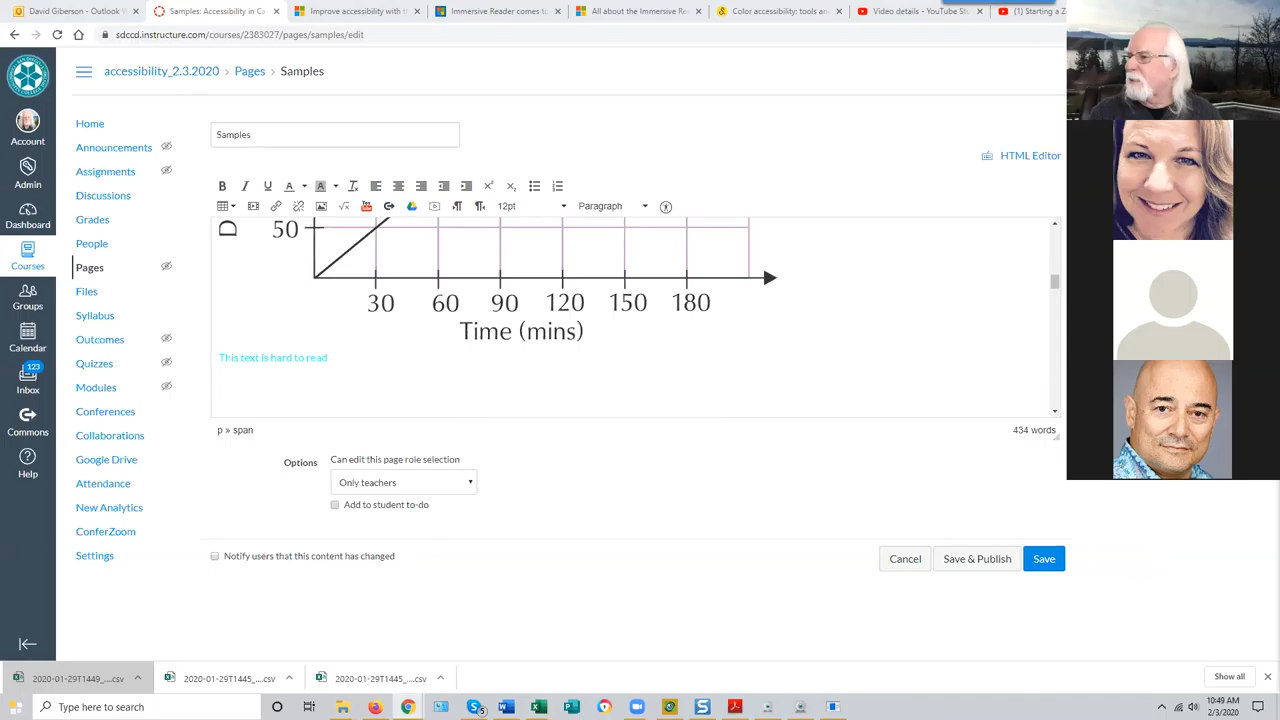 David Giberson - Outlook V
Samples: Accessibility in Ca
Improve accessibility with t
Immersive Reader comes to
All about the Immersive Read
Color accessibility: tools an
Video details - YouTube St
(1) Starting a Z
sdccd.instructure.com/courses/2383027/pages/samples/edit
accessibility_2.3.2020 › Pages › Samples
Account
Admin
Dashboard
Courses
Groups
Calendar
123
Inbox
Commons
Help
Home
Announcements
Assignments
Discussions
Grades
People
Pages
Files
Syllabus
Outcomes
Quizzes
Modules
Conferences
Collaborations
Google Drive
Attendance
New Analytics
ConferZoom
Settings
Samples
HTML Editor
12pt
Paragraph
D
50
30 60 90 120 150 180
Time (mins)
This text is hard to read
p » span
434 words
Options
Can edit this page role selection
Only teachers
Add to student to-do
Notify users that this content has changed
Cancel
Save & Publish
Save
2020-01-29T1449_....csv
2020-01-29T1445_....csv
2020-01-29T1445_....csv
Show all
Type here to search
10:49 AM
2/3/2020